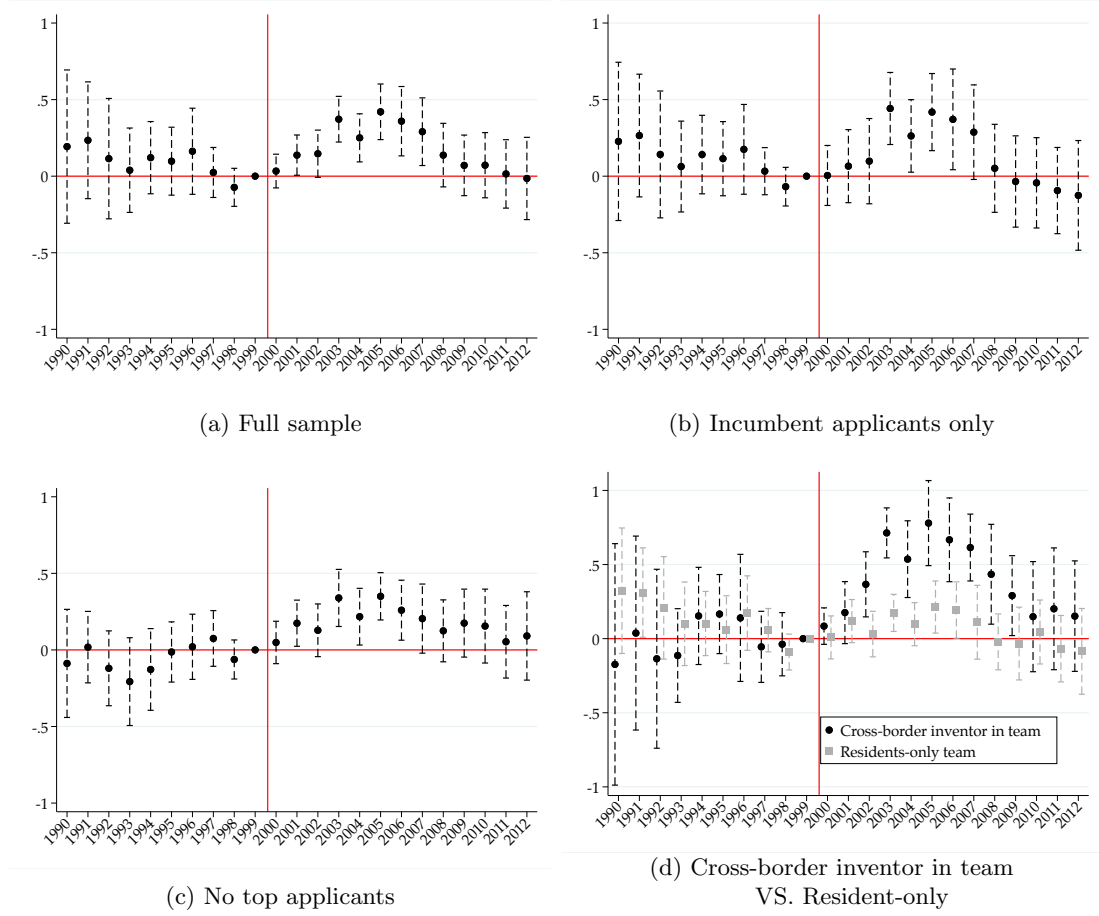 1
.5
0
-.5
-1
1990 1991 1992 1993 1994 1995 1996 1997 1998 1999 2000 2001 2002 2003 2004 2005 2006 2007 2008 2009 2010 2011 2012
(a) Full sample
1
.5
0
-.5
-1
1990 1991 1992 1993 1994 1995 1996 1997 1998 1999 2000 2001 2002 2003 2004 2005 2006 2007 2008 2009 2010 2011 2012
(b) Incumbent applicants only
1
.5
0
-.5
-1
1990 1991 1992 1993 1994 1995 1996 1997 1998 1999 2000 2001 2002 2003 2004 2005 2006 2007 2008 2009 2010 2011 2012
(c) No top applicants
1
.5
0
-.5
-1
Cross-border inventor in team
Residents-only team
1990 1991 1992 1993 1994 1995 1996 1997 1998 1999 2000 2001 2002 2003 2004 2005 2006 2007 2008 2009 2010 2011 2012
(d) Cross-border inventor in team
VS. Resident-only